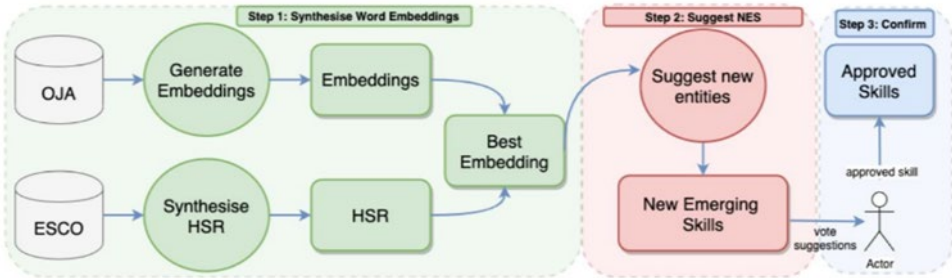 Step 1: Synthesise Word Embeddings
OJA
Generate
Embeddings
Embeddings
ESCO
Synthesise
HSR
HSR
Best
Embedding
Step 2: Suggest NES
Suggest new
entities
New Emerging
Skills
vote
suggestions
Step 3: Confirm
Approved
Skills
approved skill
Actor